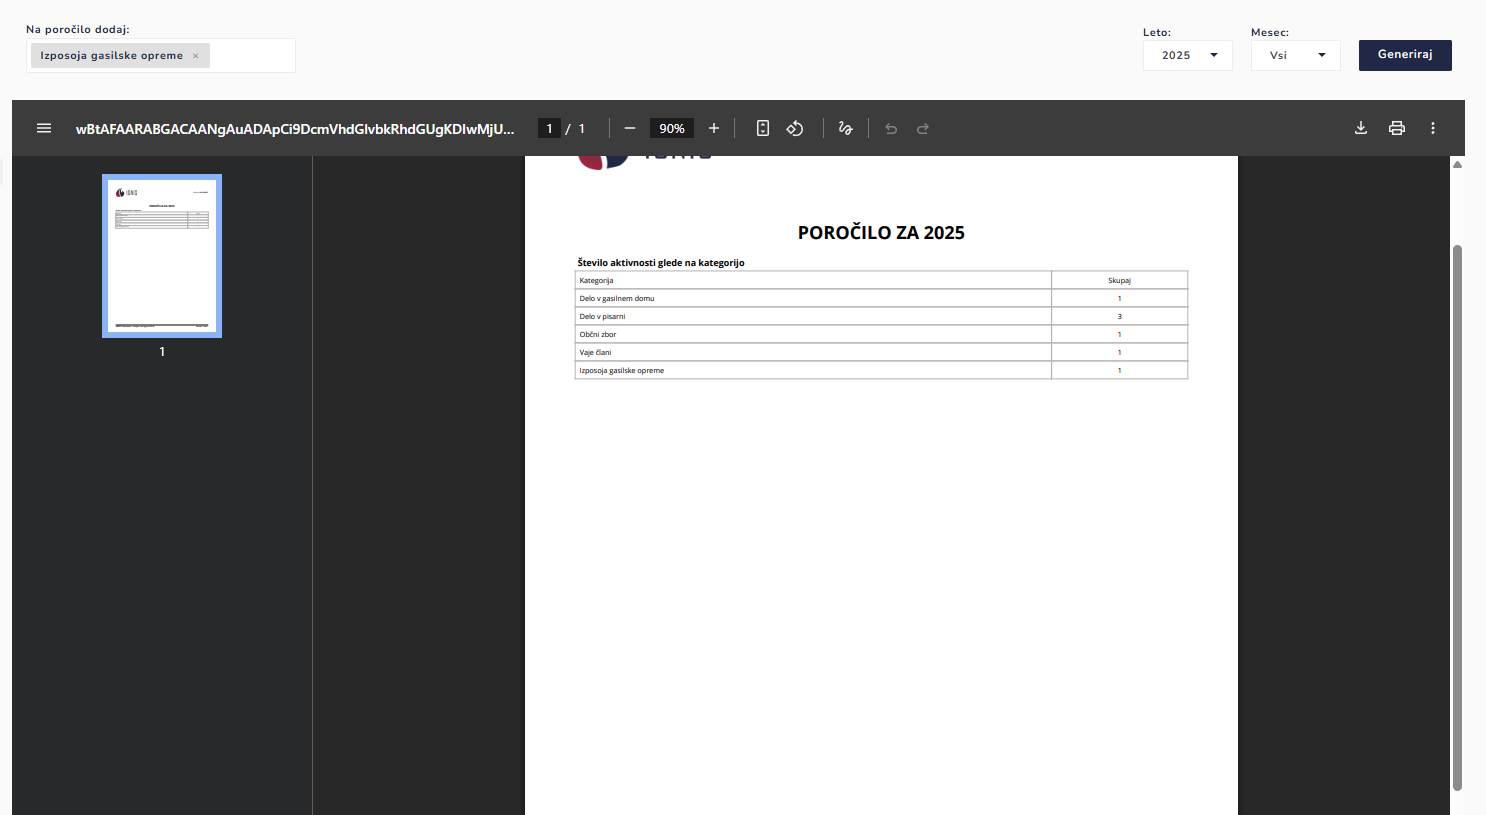 Na poročilo dodaj:
Izposoja gasilske opreme ×
Leto:
2025
Mesec:
Vsi
Generiraj
wBtAFAARABGACAANgAuADApCi9DcmVhdGlvbkRhdGUgKDIwMjU...
1 / 1
90%
POROČILO ZA 2025
Število aktivnosti glede na kategorijo
Kategorija Skupaj
Delo v gasilnem domu 1
Delo v pisarni 3
Občni zbor 1
Vaje člani 1
Izposoja gasilske opreme 1
1